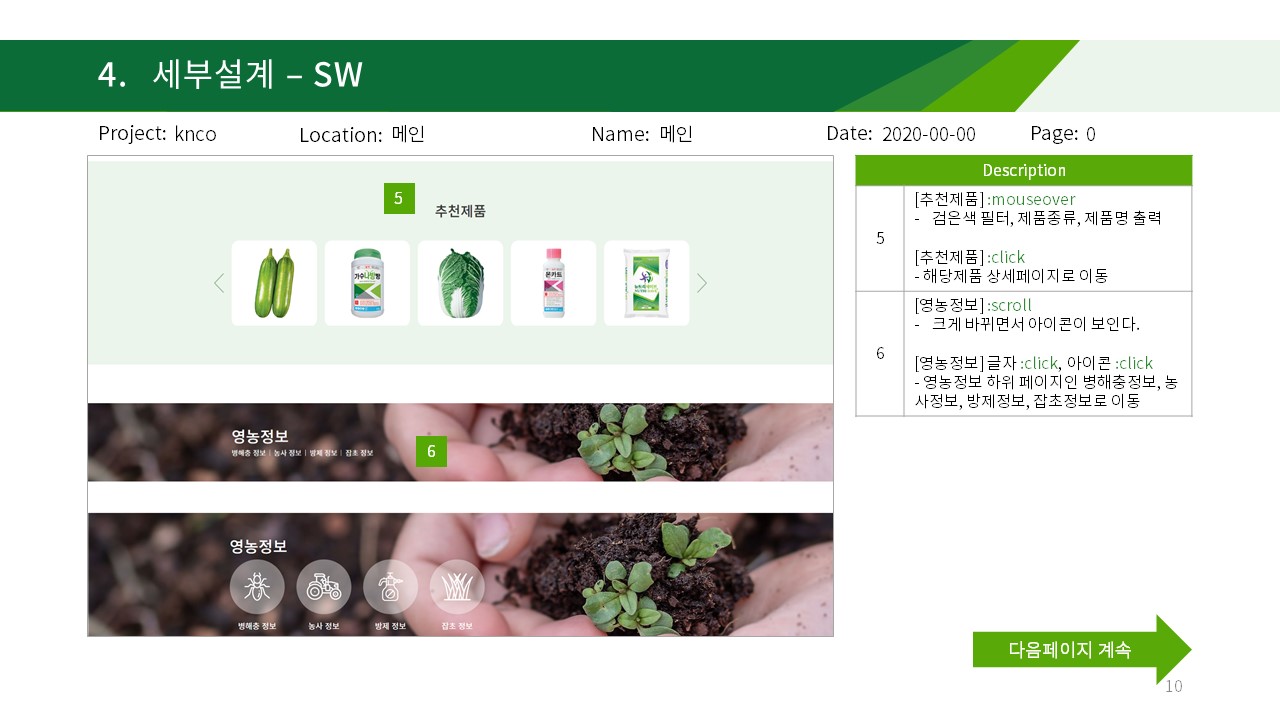 4. 세부설계 – SW
Project: knco
Location: 메인
Name: 메인
Date: 2020-00-00
Page: 0
5
추천제품
가수나방방
몬카트
영농정보
병해충 정보 | 농사 정보 | 방제 정보 | 잡초 정보
6
영농정보
병해충 정보
농사 정보
방제 정보
잡초 정보
Description
5
[추천제품] :mouseover
- 검은색 필터, 제품종류, 제품명 출력
[추천제품] :click
- 해당제품 상세페이지로 이동
6
[영농정보] :scroll
- 크게 바뀌면서 아이콘이 보인다.
[영농정보] 글자 :click, 아이콘 :click
- 영농정보 하위 페이지인 병해충정보, 농
사정보, 방제정보, 잡초정보로 이동
다음페이지 계속
10